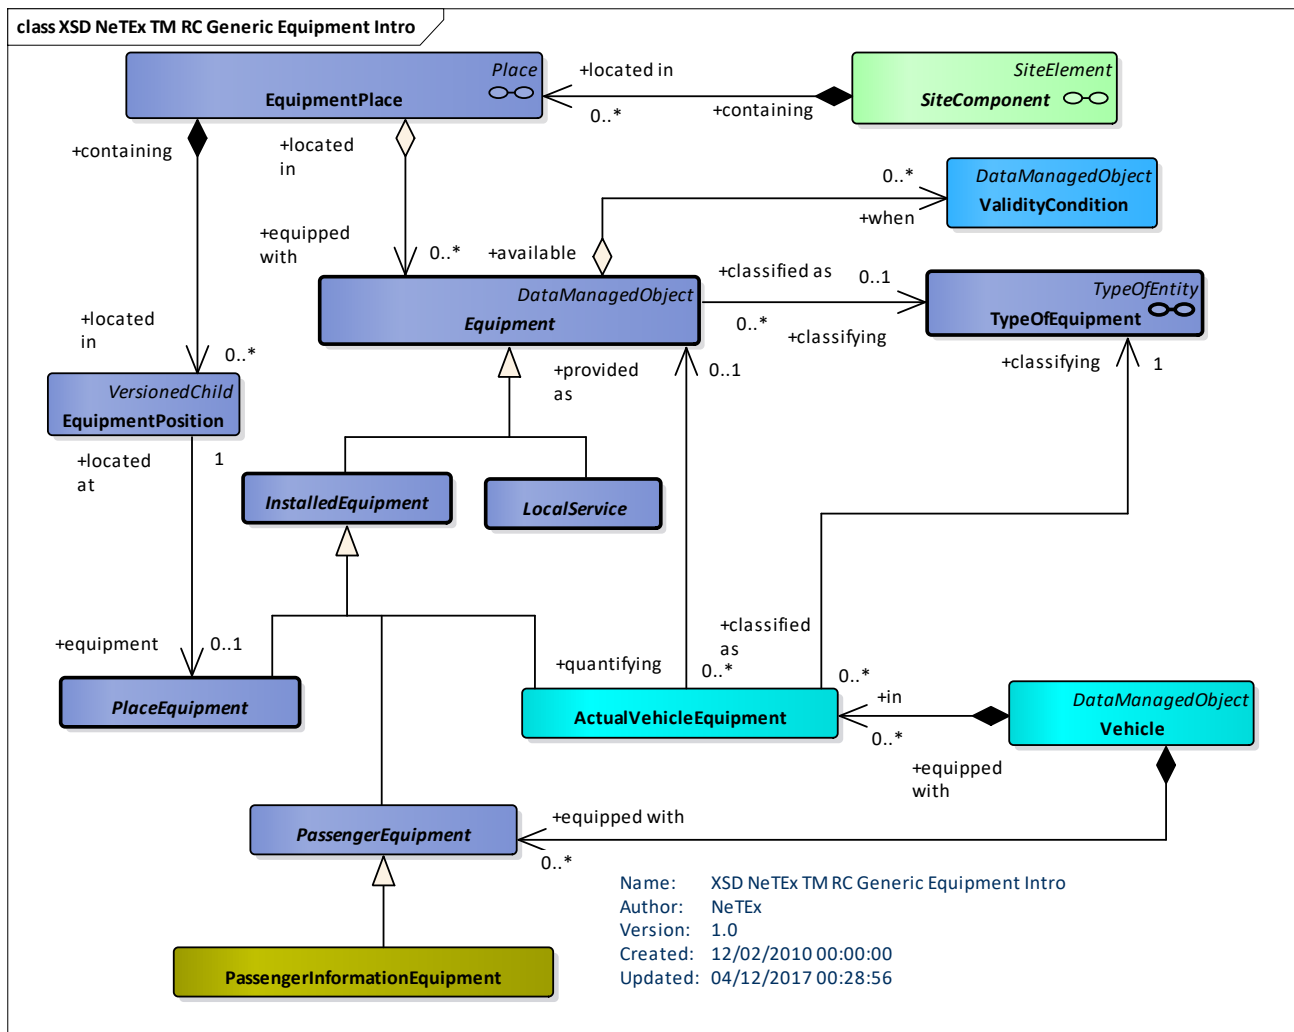 class XSD NeTEx TM RC Generic Equipment Intro
Place
EquipmentPlace
+located in
0..*
+containing
SiteElement
SiteComponent
+containing
+located
in
+equipped
with
0..*
+available
0..*
+when
DataManagedObject
ValidityCondition
DataManagedObject
Equipment
+classified as
0..1
0..*
+classifying
TypeOfEntity
TypeOfEquipment
+located
in
0..*
VersionedChild
EquipmentPosition
+provided
as
0..1
+classifying
1
+located
at
1
InstalledEquipment
LocalService
+equipment
0..1
PlaceEquipment
+quantifying
0..*
+classified
as
0..*
ActualVehicleEquipment
+in
0..*
+equipped
with
DataManagedObject
Vehicle
PassengerEquipment
+equipped with
0..*
PassengerInformationEquipment
Name: XSD NeTEx TM RC Generic Equipment Intro
Author: NeTEx
Version: 1.0
Created: 12/02/2010 00:00:00
Updated: 04/12/2017 00:28:56